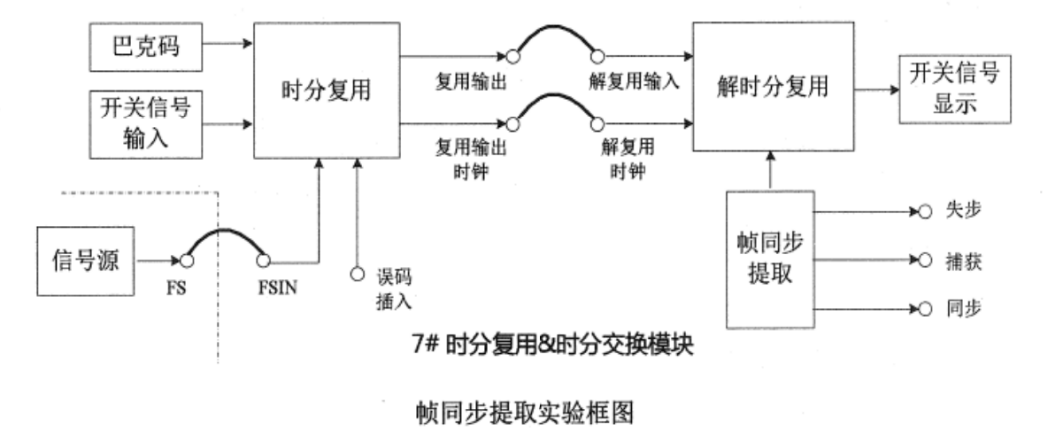 巴克码
开关信号
输入
时分复用
复用输出
解复用输入
复用输出
时钟
解复用
时钟
解时分复用
开关信号
显示
信号源
FS
FSIN
误码
插入
帧同步
提取
失步
捕获
同步
7# 时分复用&时分交换模块
帧同步提取实验框图